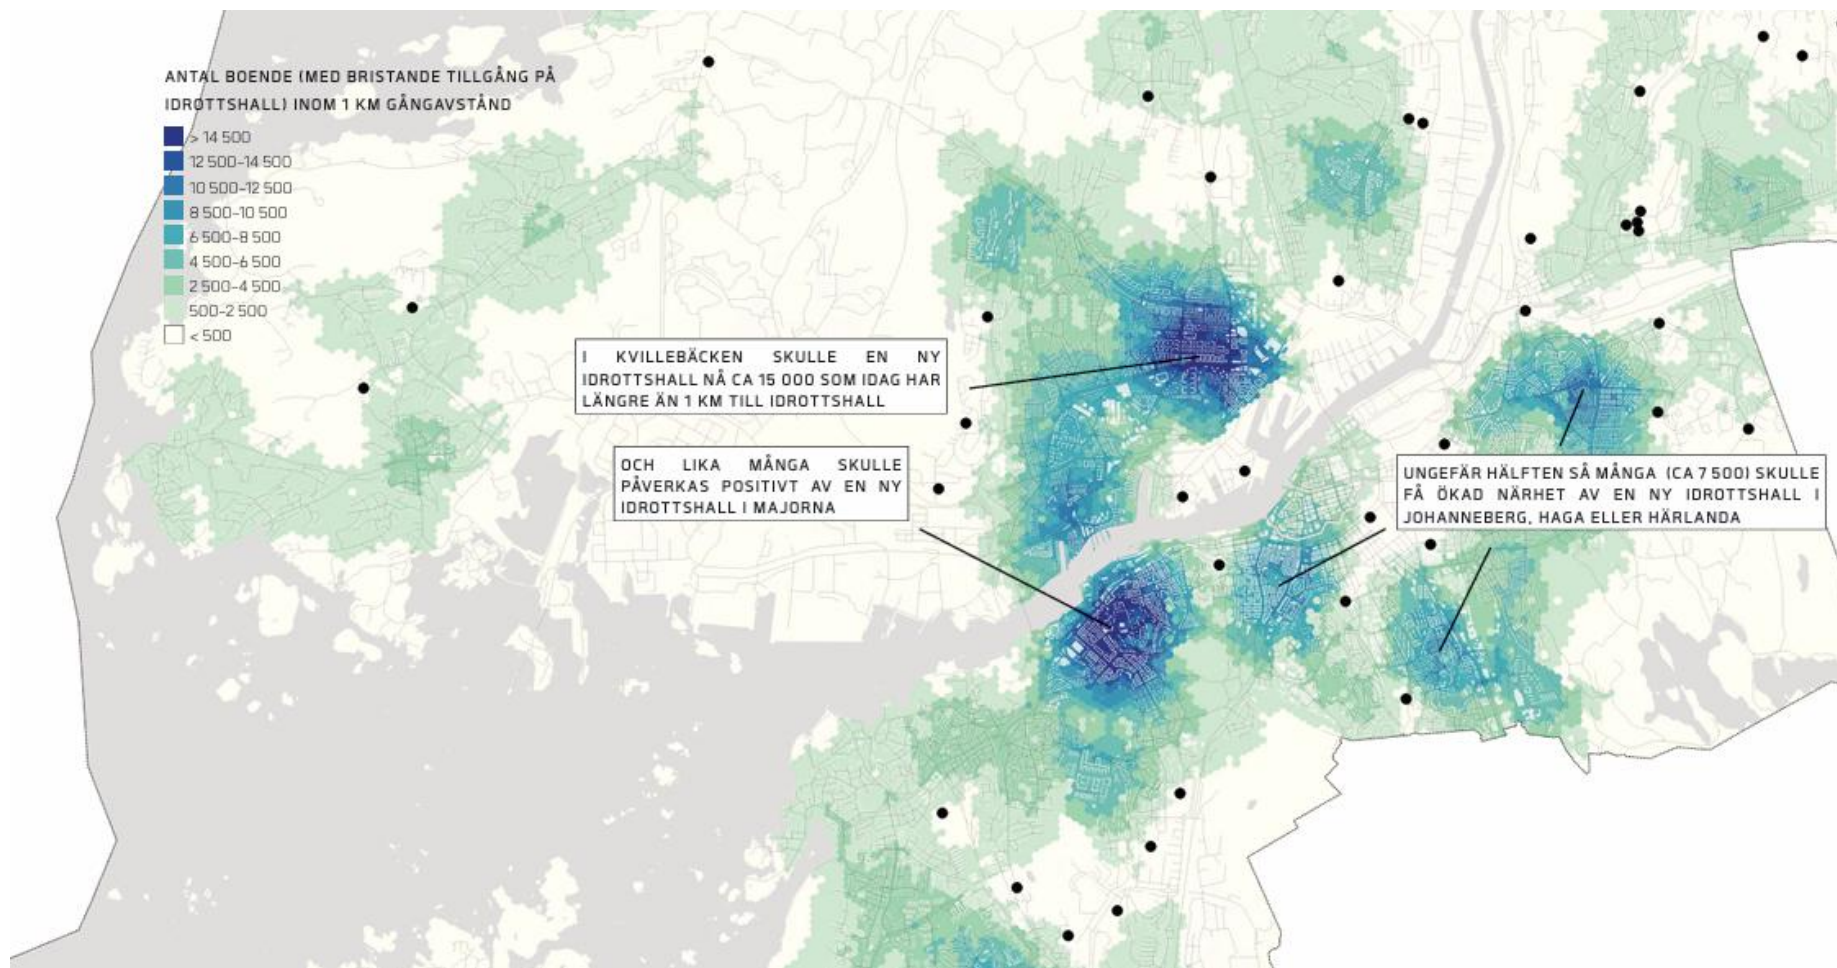 ANTAL BOENDE (MED BRISTANDE TILLGÅNG PÅ
IDROTTSHALL) INOM 1 KM GÅNGAVSTÅND
> 14 500
12 500-14 500
10 500-12 500
8 500-10 500
6 500-8 500
4 500-6 500
2 500-4 500
500-2 500
< 500
I KVILLEBÄCKEN SKULLE EN NY
IDROTTSHALL NÅ CA 15 000 SOM IDAG HAR
LÄNGRE ÄN 1 KM TILL IDROTTSHALL
OCH LIKA MÅNGA SKULLE
PÅVERKAS POSITIVT AV EN NY
IDROTTSHALL I MAJORNA
UNGEFÄR HÄLFTEN SÅ MÅNGA (CA 7 500) SKULLE
FÅ ÖKAD NÄRHET AV EN NY IDROTTSHALL I
JOHANNEBERG, HAGA ELLER HÄRLANDA